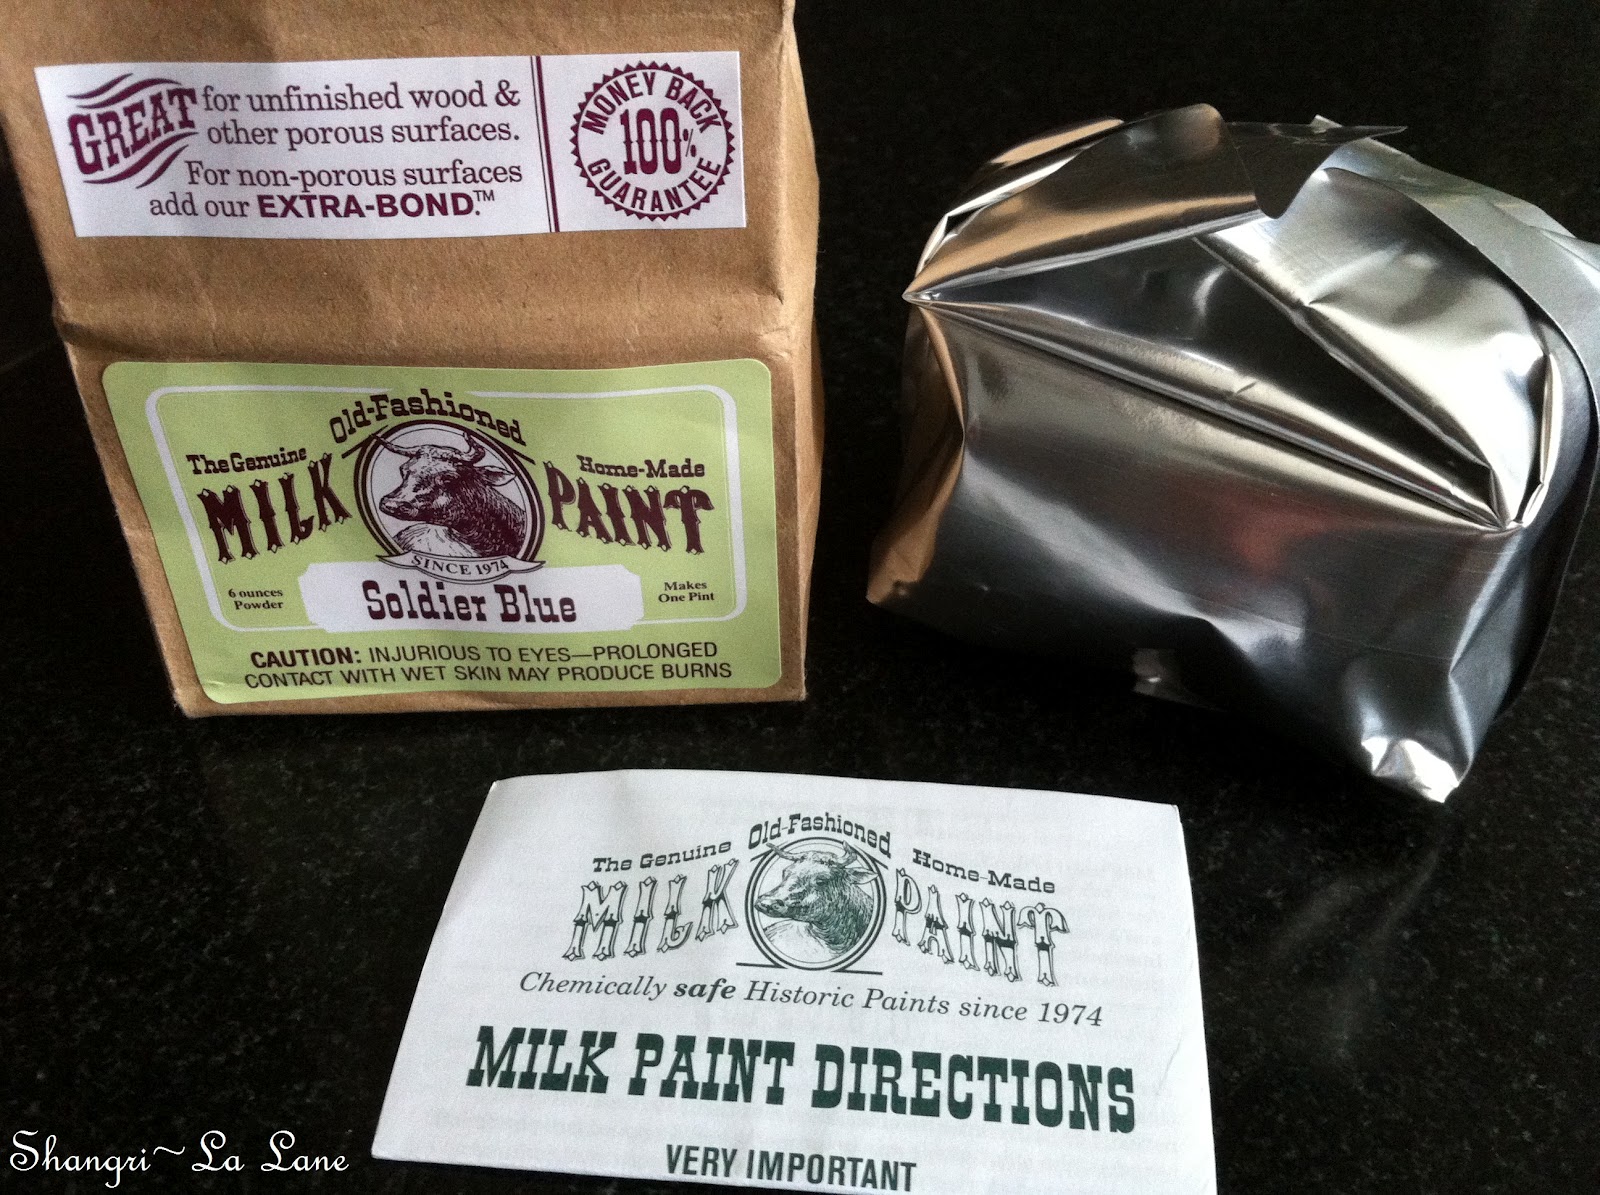 GREAT for unfinished wood &
other porous surfaces.
For non-porous surfaces
add our EXTRA-BOND.™
MONEY BACK
100%
GUARANTEE
Old-Fashioned
The Genuine Home-Made
MILK PAINT
SINCE 1974
6 ounces
Powder
Soldier Blue
Makes
One Pint
CAUTION: INJURIOUS TO EYES—PROLONGED
CONTACT WITH WET SKIN MAY PRODUCE BURNS
Old-Fashioned
The Genuine Home-Made
MILK PAINT
Chemically safe Historic Paints since 1974
MILK PAINT DIRECTIONS
VERY IMPORTANT
Shangri~La Lane